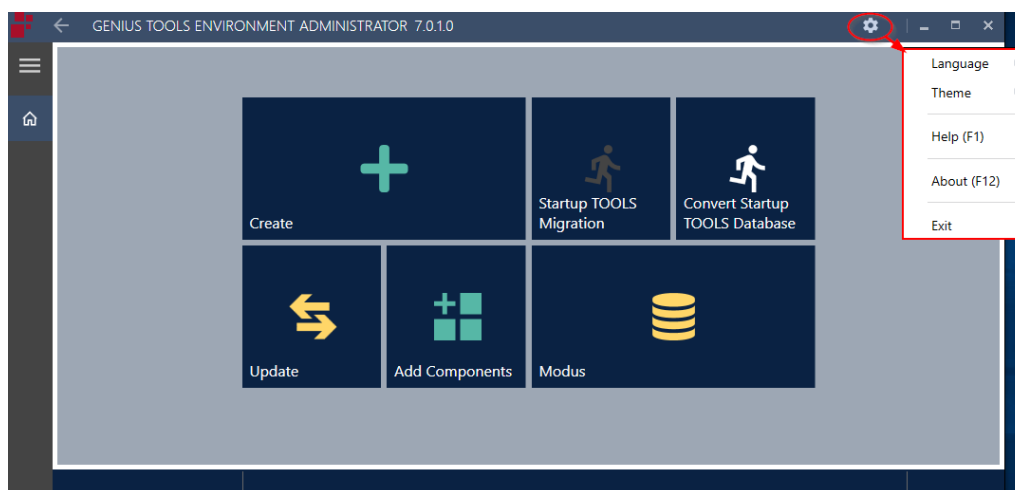 GENIUS TOOLS ENVIRONMENT ADMINISTRATOR 7.0.1.0
Language
Theme
Help (F1)
About (F12)
Exit
Create
Startup TOOLS
Migration
Convert Startup
TOOLS Database
Update
Add Components
Modus